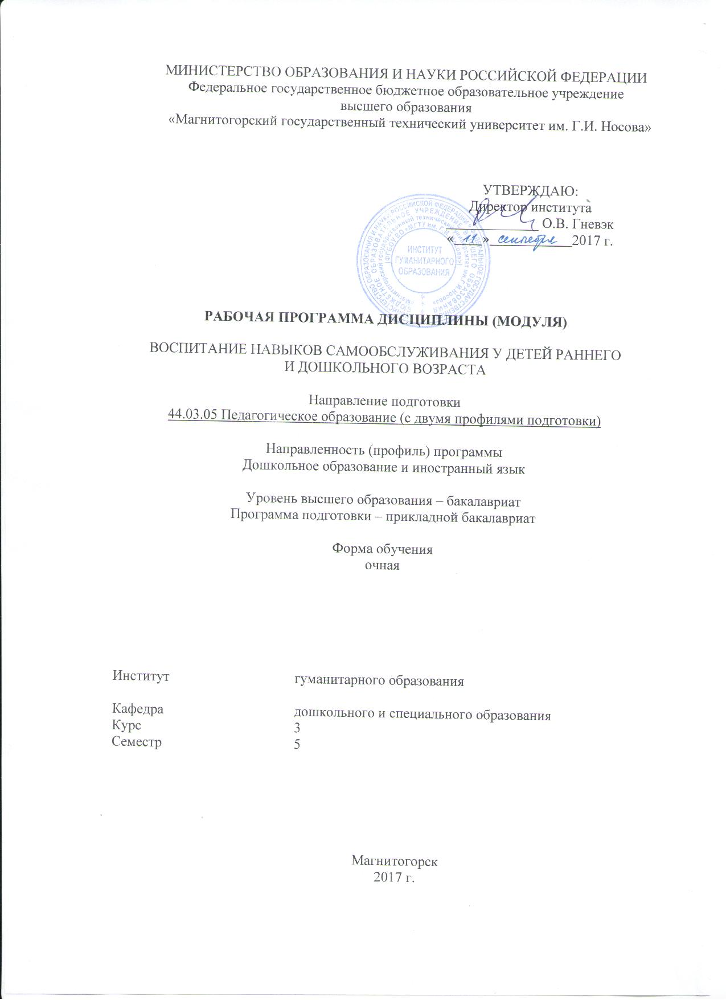 МИНИСТЕРСТВО ОБРАЗОВАНИЯ И НАУКИ РОССИЙСКОЙ ФЕДЕРАЦИИ
Федеральное государственное бюджетное образовательное учреждение
высшего образования
«Магнитогорский государственный технический университет им. Г.И. Носова»
УТВЕРЖДАЮ:
Директор института
О.В. Гневэк
« 11 » сентября 2017 г.
ИНСТИТУТ
ГУМАНИТАРНОГО
ОБРАЗОВАНИЯ
РАБОЧАЯ ПРОГРАММА ДИСЦИПЛИНЫ (МОДУЛЯ)
ВОСПИТАНИЕ НАВЫКОВ САМООБСЛУЖИВАНИЯ У ДЕТЕЙ РАННЕГО
И ДОШКОЛЬНОГО ВОЗРАСТА
Направление подготовки
44.03.05 Педагогическое образование (с двумя профилями подготовки)
Направленность (профиль) программы
Дошкольное образование и иностранный язык
Уровень высшего образования – бакалавриат
Программа подготовки – прикладной бакалавриат
Форма обучения
очная
Институт гуманитарного образования
Кафедра дошкольного и специального образования
Курс 3
Семестр 5
Магнитогорск
2017 г.